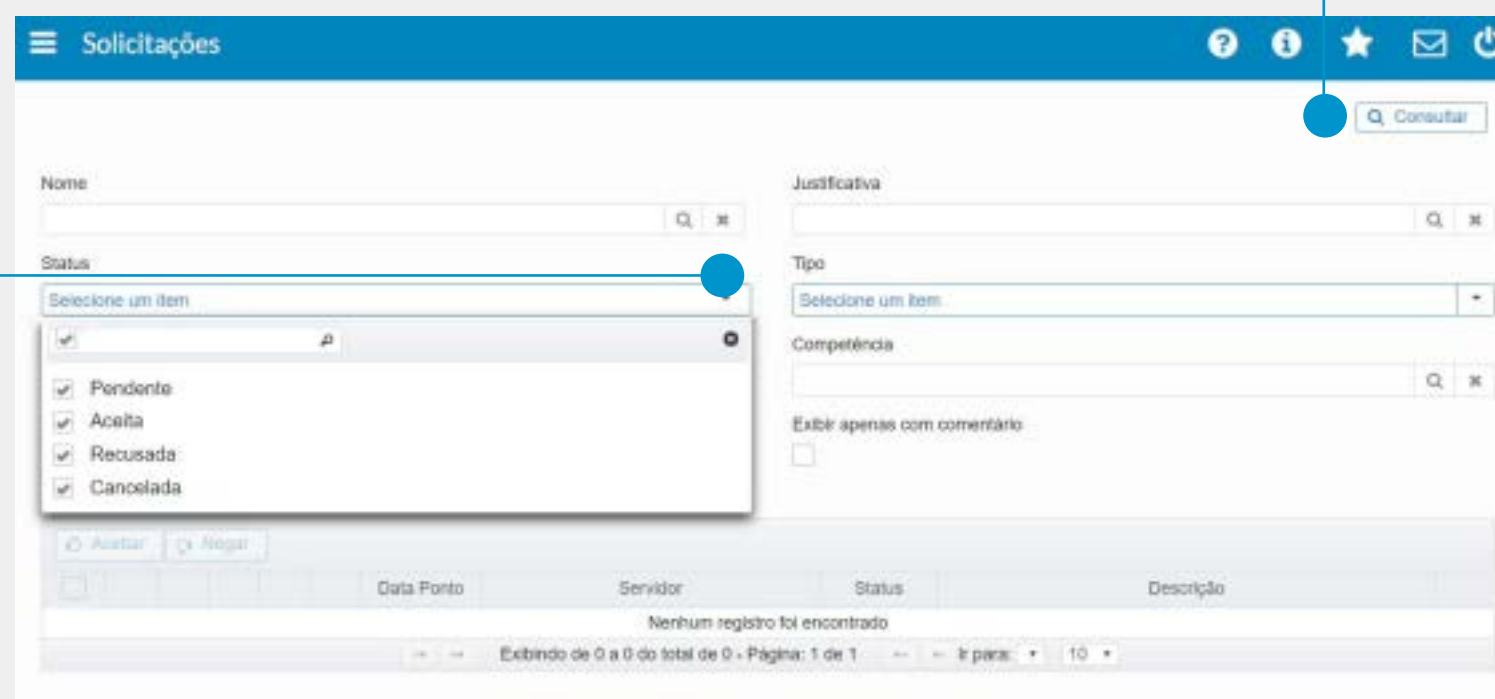 Solicitações
Consultar
Nome
Justificativa
Status
Tipo
Selecione um item
Selecione um item
Competência
Pendente
Aceita
Recusada
Cancelada
Exibir apenas com comentário
Aceitar Negar
Data Ponto Servidor Status Descrição
Nenhum registro foi encontrado
Exibindo de 0 a 0 do total de 0 - Página: 1 de 1 Ir para: 10